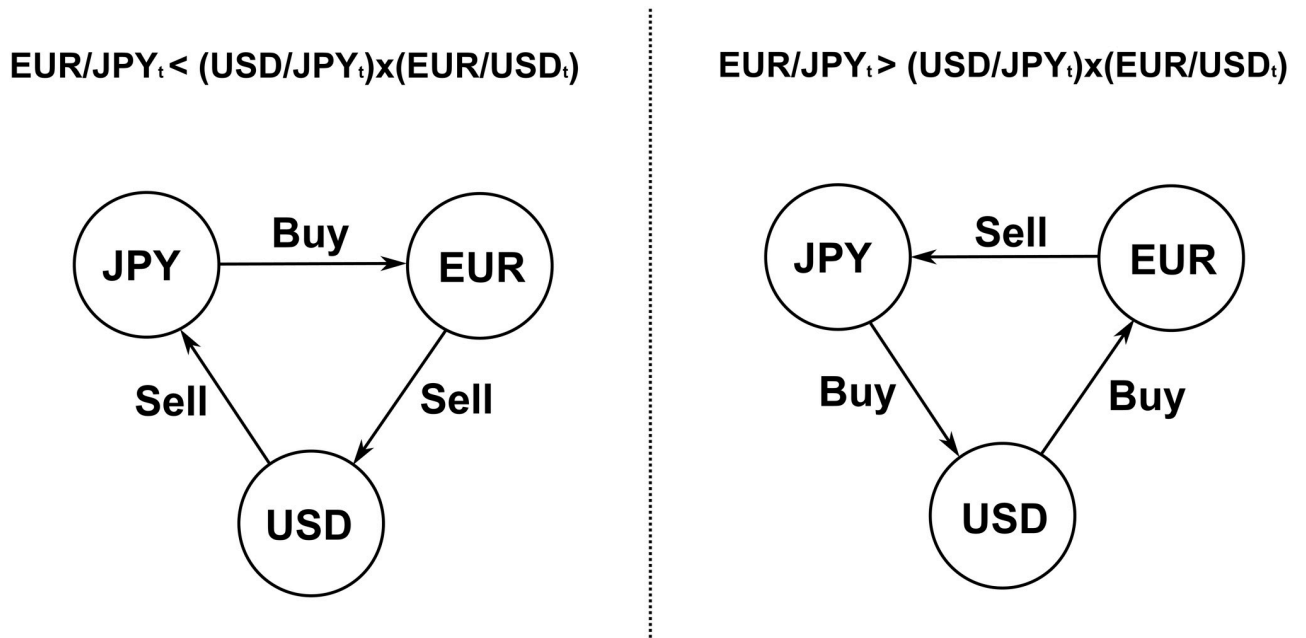 EUR/JPYt < (USD/JPYt)x(EUR/USDt)
JPY
Buy
EUR
Sell
Sell
USD
EUR/JPYt > (USD/JPYt)x(EUR/USDt)
JPY
Sell
EUR
Buy
Buy
USD